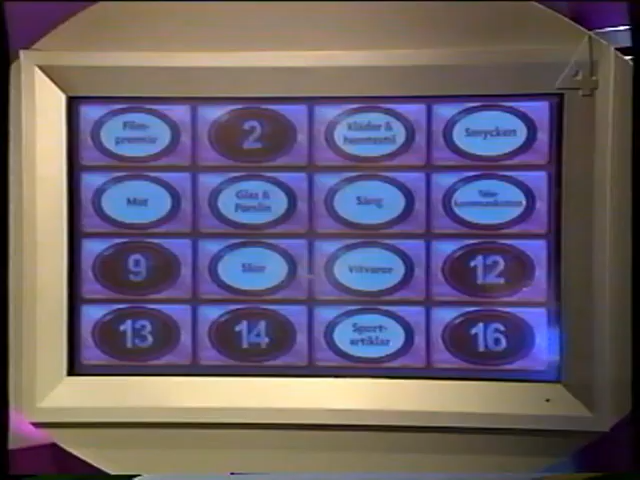 Film-
premiär
2
Kläder &
hemtextil
Smycken
Mat
Glas &
Porslin
Säng
Tele-
kommunikation
9
Skor
Vitvaror
12
13
14
Sport-
artiklar
16
4